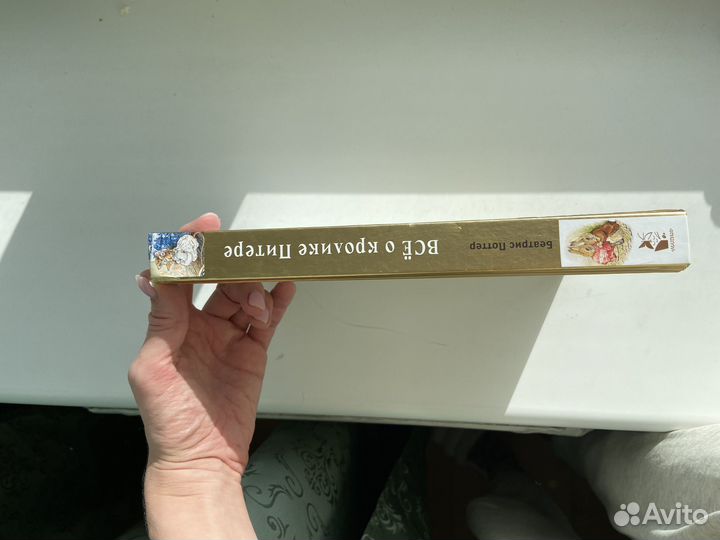 Беатрис Поттер
ВСЁ о кролике Питере
Avito